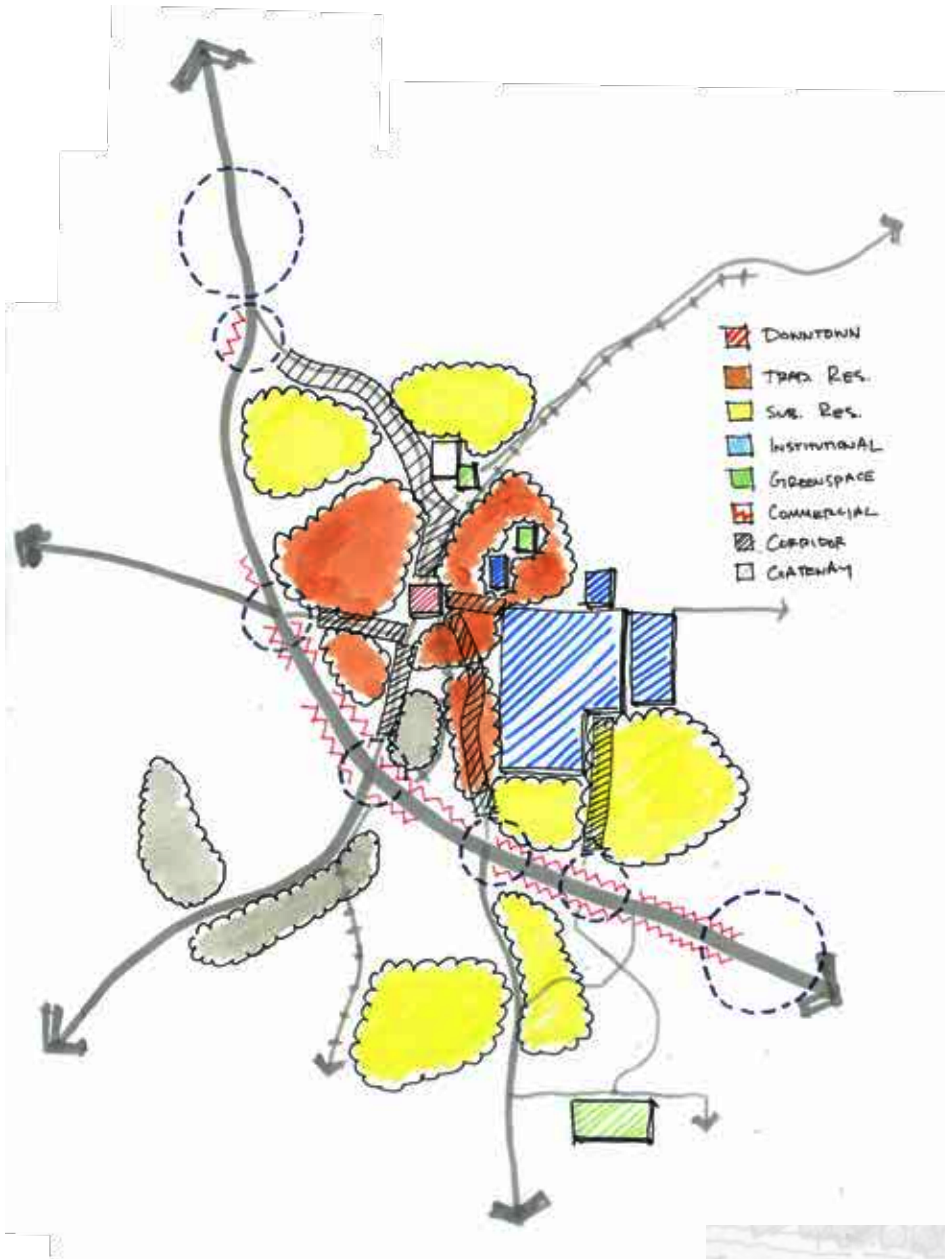 DOWNTOWN
TRAD. RES.
SUB. RES.
INSTITUTIONAL
GREENSPACE
COMMERCIAL
CORRIDOR
GATEWAY